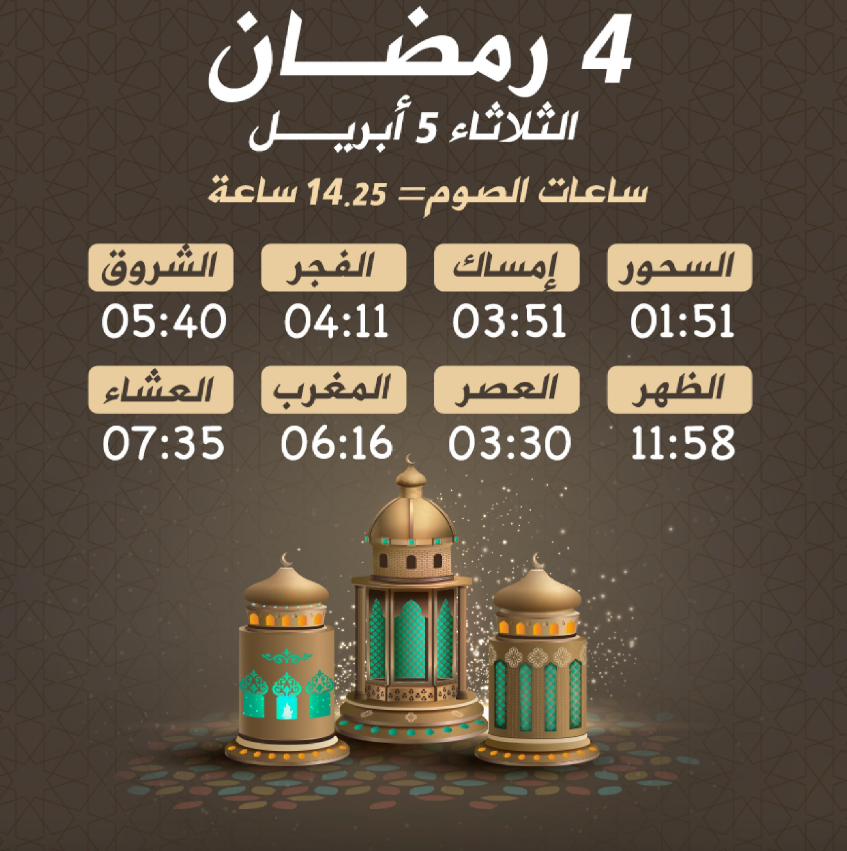 4 رمضان
الثلاثاء 5 أبريل
ساعات الصوم= 14.25 ساعة
السحور إمساك الفجر الشروق
01:51 03:51 04:11 05:40
الظهر العصر المغرب العشاء
11:58 03:30 06:16 07:35